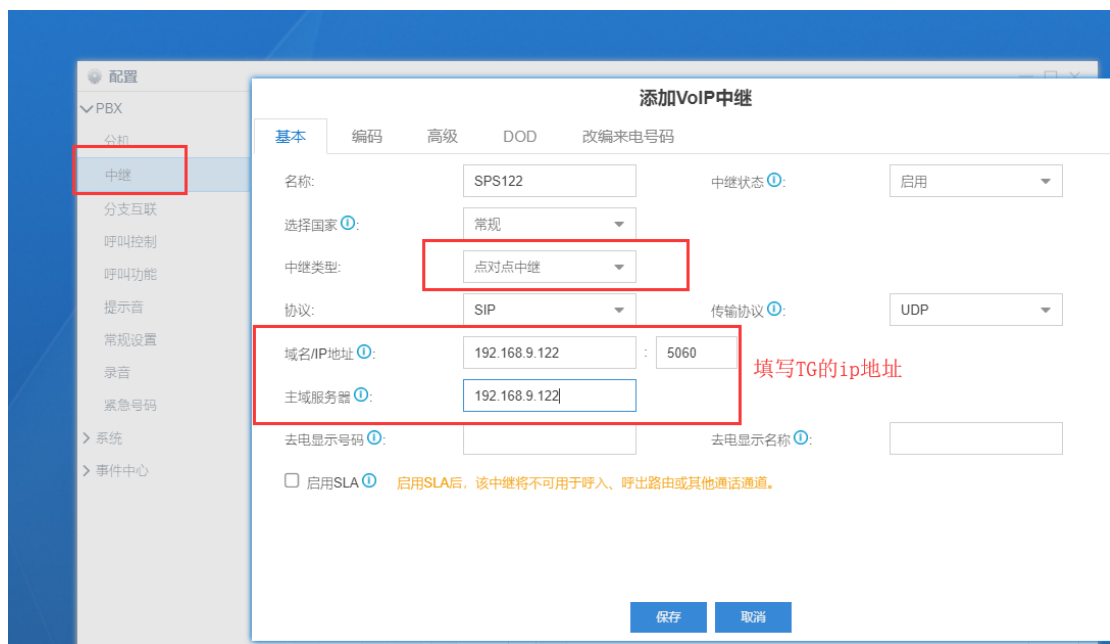 配置
PBX
分机
中继
分支互联
呼叫控制
呼叫功能
提示音
常规设置
录音
紧急号码
系统
事件中心
添加VoIP中继
基本 编码 高级 DOD 改编来电号码
名称: SPS122 中继状态: 启用
选择国家: 常规
中继类型: 点对点中继
协议: SIP 传输协议: UDP
域名/IP地址: 192.168.9.122 : 5060
填写TG的ip地址
主域服务器: 192.168.9.122
去电显示号码: 去电显示名称:
启用SLA 启用SLA后，该中继将不可用于呼入、呼出路由或其他通话通道。
保存 取消